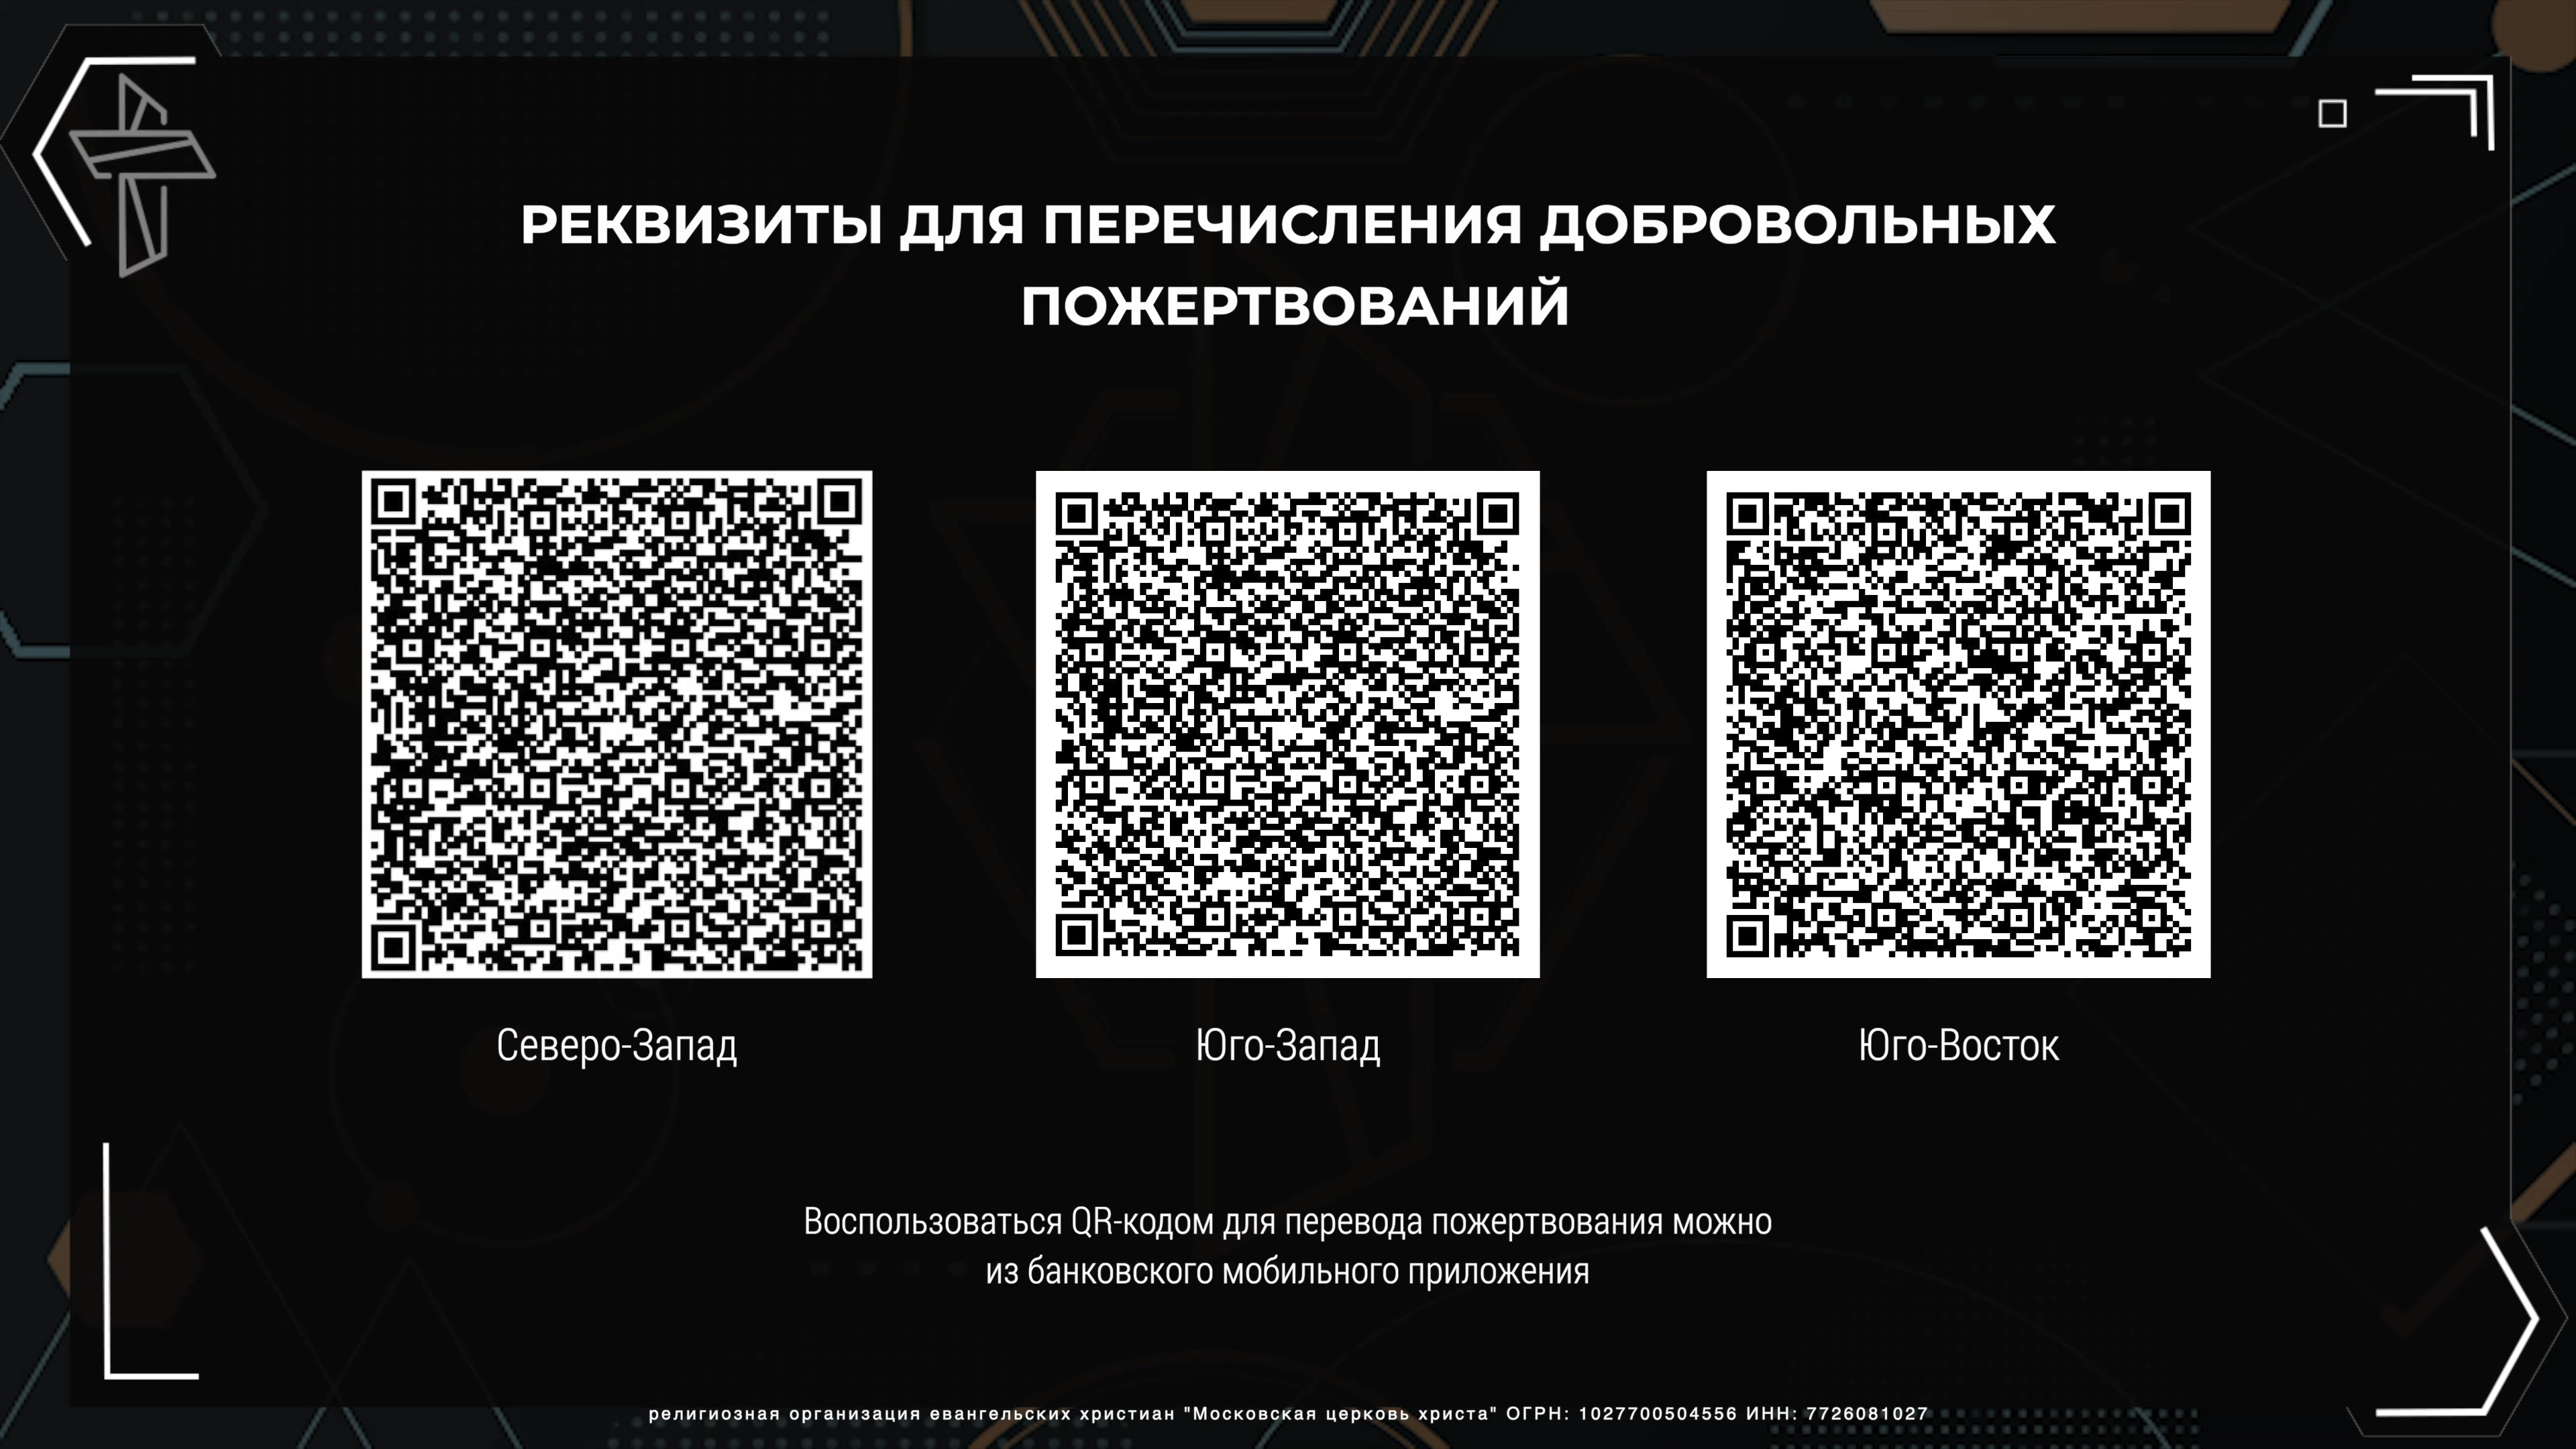 РЕКВИЗИТЫ ДЛЯ ПЕРЕЧИСЛЕНИЯ ДОБРОВОЛЬНЫХ
ПОЖЕРТВОВАНИЙ
Северо-Запад
Юго-Запад
Юго-Восток
Воспользоваться QR-кодом для перевода пожертвования можно
из банковского мобильного приложения
религиозная организация евангельских христиан "Московская церковь христа" ОГРН: 1027700504556 ИНН: 7726081027